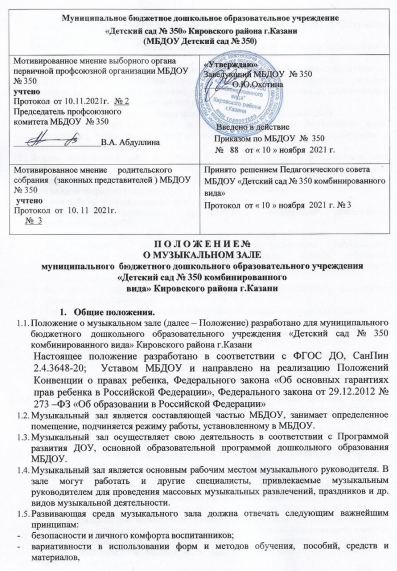 Муниципальное бюджетное дошкольное образовательное учреждение
«Детский сад № 350» Кировского района г.Казани
(МБДОУ Детский сад № 350)
Мотивированное мнение выборного органа
первичной профсоюзной организации МБДОУ
№ 350
учтено
Протокол от 10.11.2021г. № 2
Председатель профсоюзного
комитета МБДОУ № 350
В.А. Абдуллина
«Утверждаю»
Заведующий МБДОУ № 350
О.Ю.Охотина
Введено в действие
Приказом по МБДОУ № 350
№ 88 от « 10 » ноября 2021 г.
Мотивированное мнение родительского
собрания (законных представителей ) МБДОУ
№ 350
учтено
Протокол от 10. 11 2021г.
№ 3
Принято решением Педагогического совета
МБДОУ «Детский сад № 350 комбинированного
вида»
Протокол от « 10 » ноября 2021 г. № 3
П О Л О Ж Е Н И Е №
О МУЗЫКАЛЬНОМ ЗАЛЕ
муниципального бюджетного дошкольного образовательного учреждения
«Детский сад № 350 комбинированного
вида» Кировского района г.Казани
1. Общие положения.
1.1.Положение о музыкальном зале (далее – Положение) разработано для муниципального
бюджетного дошкольного образовательного учреждения «Детский сад № 350
комбинированного вида» Кировского района г.Казани
Настоящее положение разработано в соответствии с ФГОС ДО, СанПин
2.4.3648-20; Уставом МБДОУ и направлено на реализацию Положений
Конвенции о правах ребенка, Федерального закона «Об основных гарантиях
прав ребенка в Российской Федерации», Федерального закона от 29.12.2012 №
273 –ФЗ «Об образовании в Российской Федерации»
1.2.Музыкальный зал является составляющей частью МБДОУ, занимает определенное
помещение, подчиняется режиму работы, установленному в МБДОУ.
1.3.Музыкальный зал осуществляет свою деятельность в соответствии с Программой
развития ДОУ, основной образовательной программой дошкольного образования
МБДОУ.
1.4.Музыкальный зал является основным рабочим местом музыкального руководителя. В
зале могут работать и другие специалисты, привлекаемые музыкальным
руководителем для проведения массовых музыкальных развлечений, праздников и др.
видов музыкальной деятельности.
1.5.Развивающая среда музыкального зала должна отвечать следующим важнейшим
принципам:
- безопасности и личного комфорта воспитанников;
- вариативности в использовании форм и методов обучения, пособий, средств и
материалов,